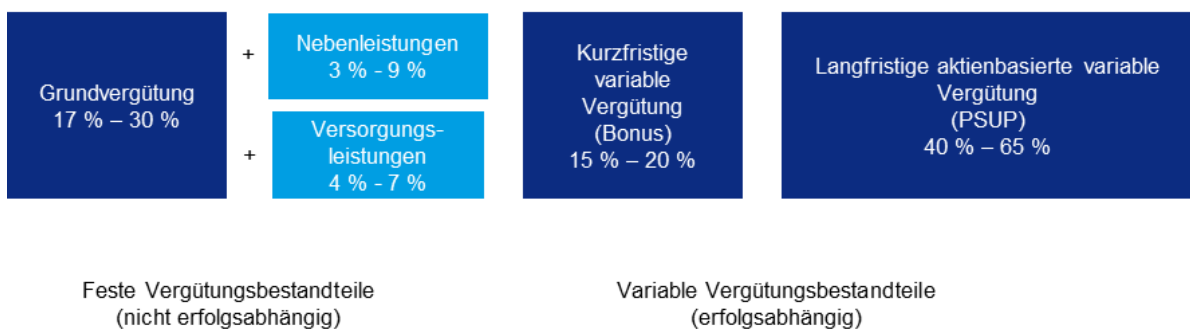 Grundvergütung
17 % – 30 %
+
Nebenleistungen
3 % - 9 %
+
Versorgungs-
leistungen
4 % - 7 %
Kurzfristige
variable
Vergütung
(Bonus)
15 % – 20 %
Langfristige aktienbasierte variable
Vergütung
(PSUP)
40 % – 65 %
Feste Vergütungsbestandteile
(nicht erfolgsabhängig)
Variable Vergütungsbestandteile
(erfolgsabhängig)